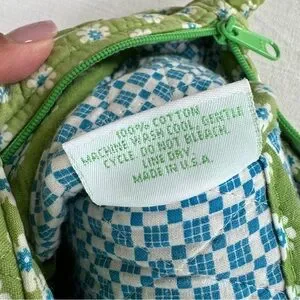 100% COTTON
MACHINE WASH COOL, GENTLE
CYCLE. DO NOT BLEACH.
LINE DRY.
MADE IN U.S.A.